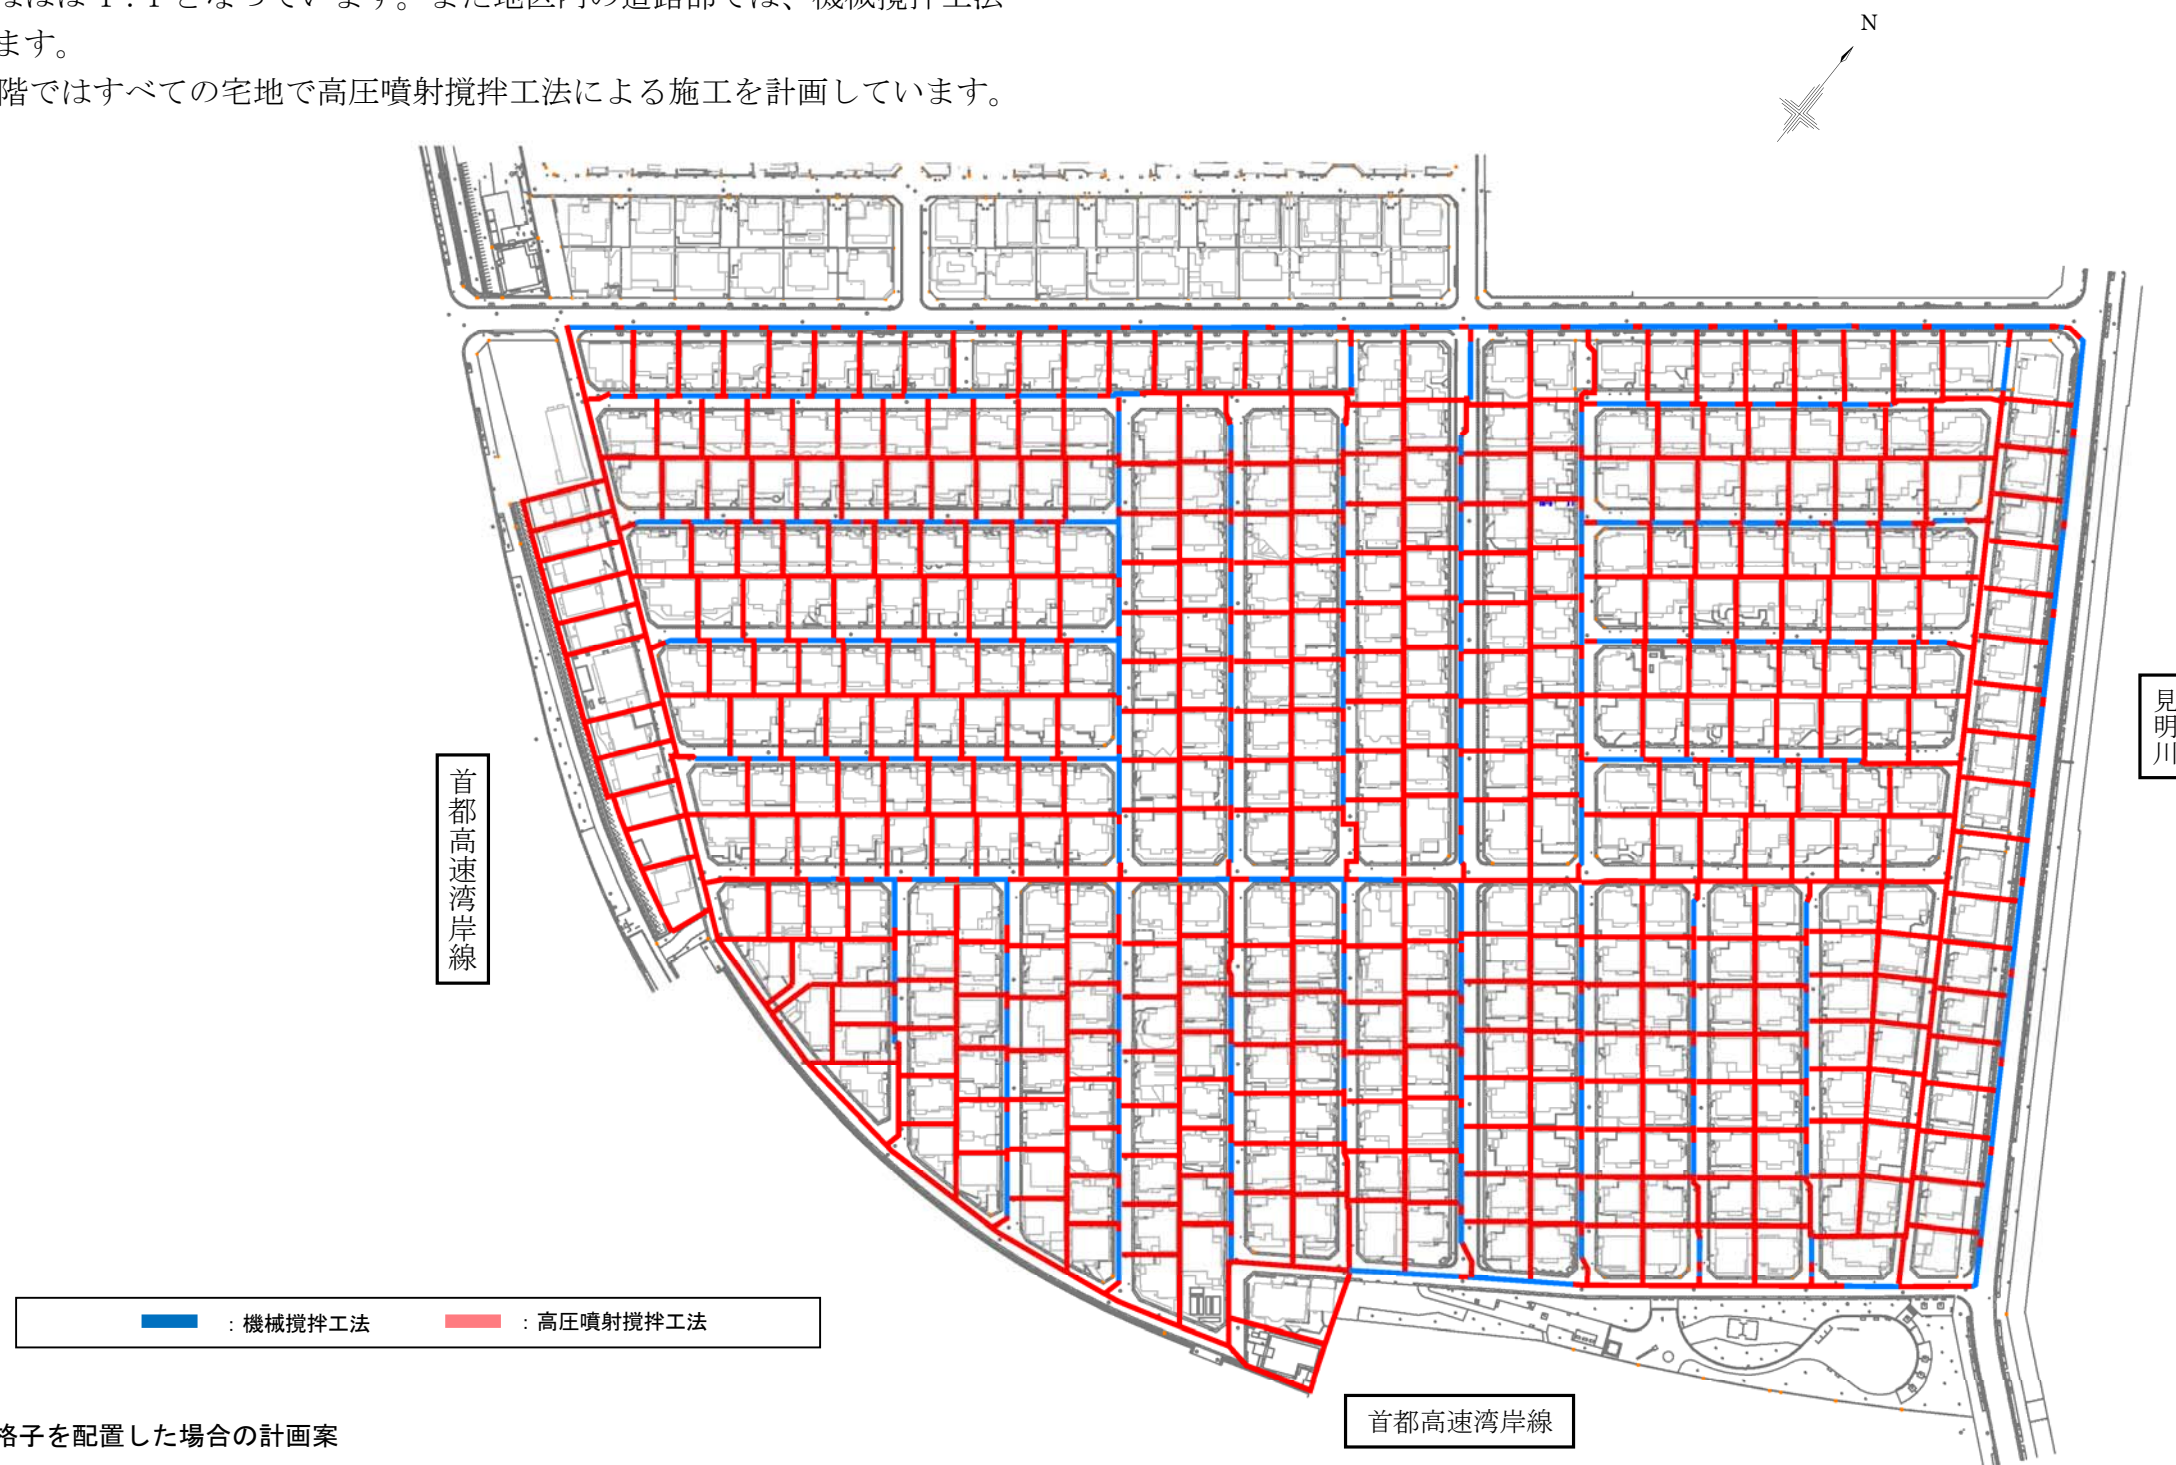 ます。
階ではすべての宅地で高圧噴射撹拌工法による施工を計画しています。
N
見明川
首都高速湾岸線
：機械撹拌工法
：高圧噴射撹拌工法
首都高速湾岸線
格子を配置した場合の計画案